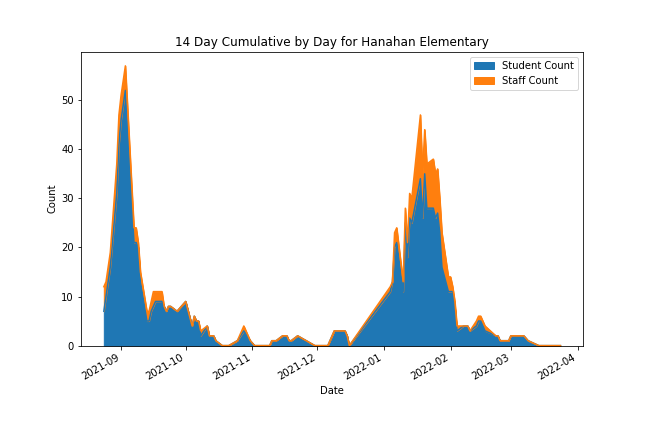 14 Day Cumulative by Day for Hanahan Elementary
Student Count
Staff Count
Count
50
40
30
20
10
0
2021-09
2021-10
2021-11
2021-12
2022-01
2022-02
2022-03
2022-04
Date